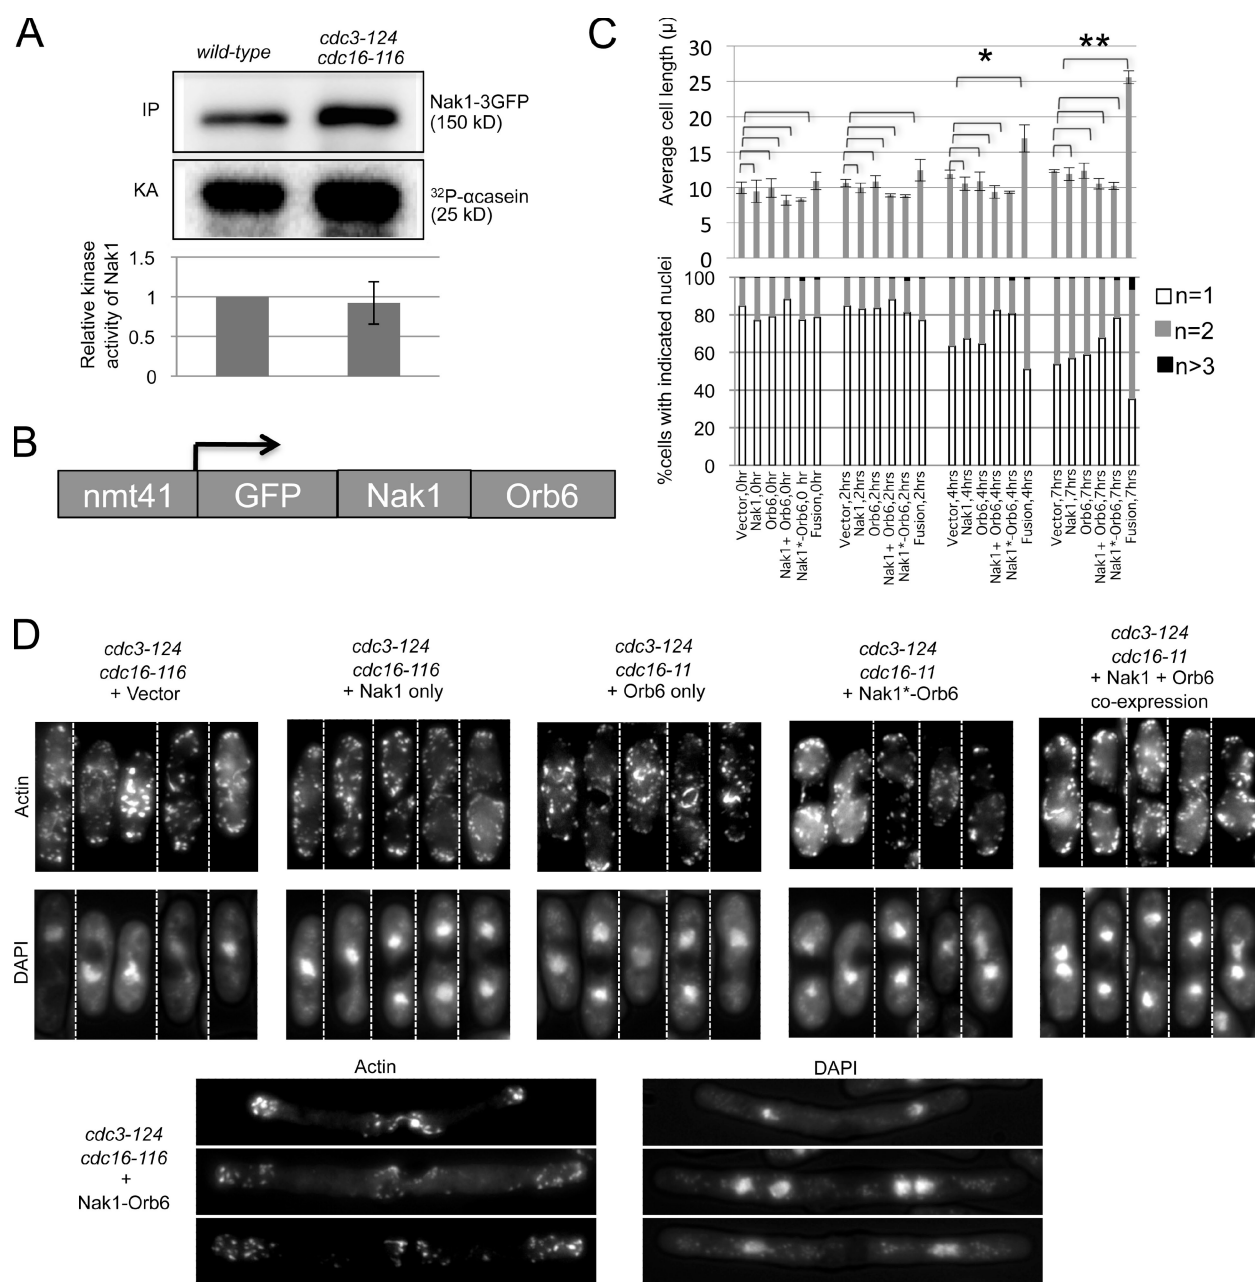 A
wild-type
cdc3-124
cdc16-116
IP
Nak1-3GFP
(150 kD)
KA
32P-αcasein
(25 kD)
Relative kinase
activity of Nak1
1.5
1
0.5
0
B
nmt41
GFP
Nak1
Orb6
C
Average cell length (µ)
30
25
20
15
10
5
0
*
**
%cells with indicated nuclei
100
80
60
40
20
0
n=1
n=2
n>3
Vector,0hr
Nak1,0hr
Orb6,0hr
Nak1+ Orb6,0hr
Nak1*-Orb6,0 hr
Fusion,0hr
Vector,2hrs
Nak1,2hrs
Orb6,2hrs
Nak1+ Orb6,2hrs
Nak1*-Orb6,2hrs
Fusion,2hrs
Vector,4hrs
Nak1,4hrs
Orb6,4hrs
Nak1+ Orb6,4hrs
Nak1*-Orb6,4hrs
Fusion,4hrs
Vector,7hrs
Nak1,7hrs
Orb6,7hrs
Nak1+ Orb6,7hrs
Nak1*-Orb6,7hrs
Fusion,7hrs
D
cdc3-124
cdc16-116
+ Vector
cdc3-124
cdc16-116
+ Nak1 only
cdc3-124
cdc16-11
+ Orb6 only
cdc3-124
cdc16-11
+ Nak1*-Orb6
cdc3-124
cdc16-11
+ Nak1 + Orb6
co-expression
Actin
DAPI
Actin
DAPI
cdc3-124
cdc16-116
+
Nak1-Orb6